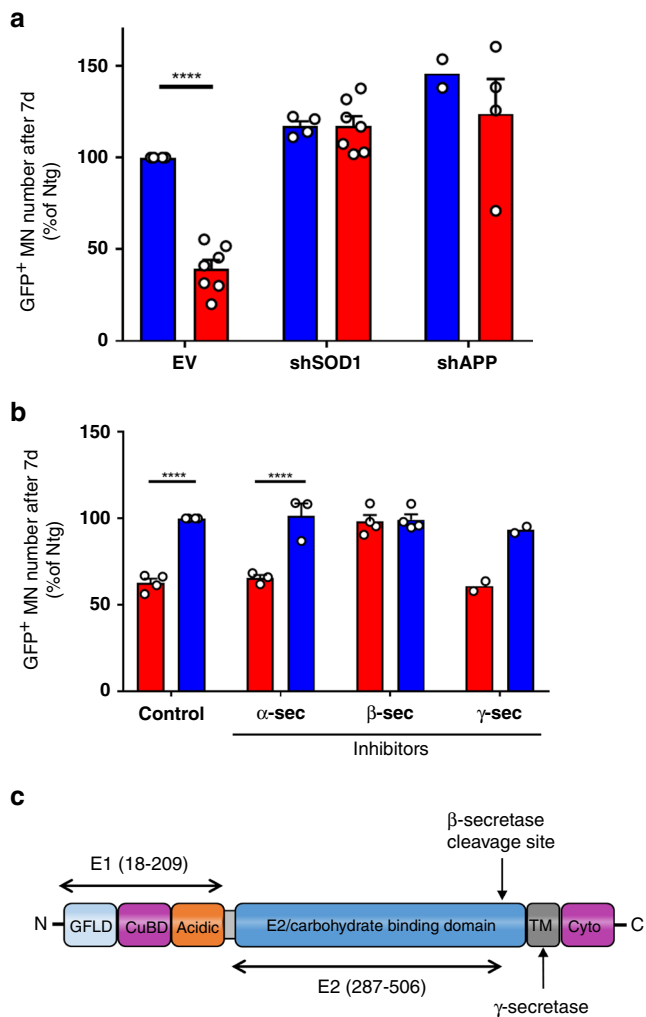 a
GFP+ MN number after 7d
(%of Ntg)
150
100
50
0
****
EV
shSOD1
shAPP
b
GFP+ MN number after 7d
(% of Ntg)
150
100
50
0
****
****
Control
α-sec
β-sec
γ-sec
Inhibitors
c
β-secretase
cleavage site
E1 (18-209)
N
GFLD
CuBD
Acidic
E2/carbohydrate binding domain
TM
Cyto
C
E2 (287-506)
γ-secretase